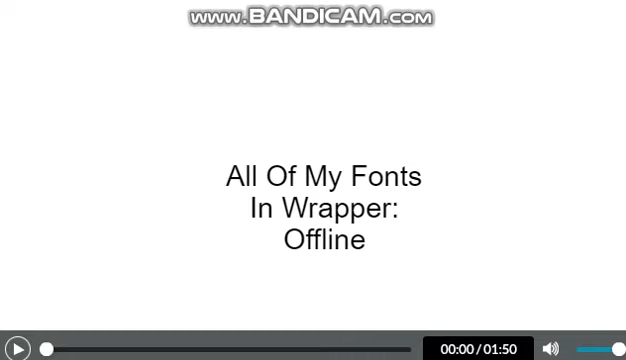 www.BANDICAM.com
All Of My Fonts
In Wrapper:
Offline
00:00 / 01:50